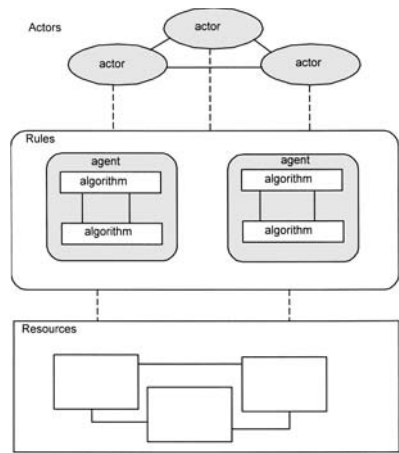 Actors
actor
actor
actor
Rules
agent
algorithm
algorithm
agent
algorithm
algorithm
Resources